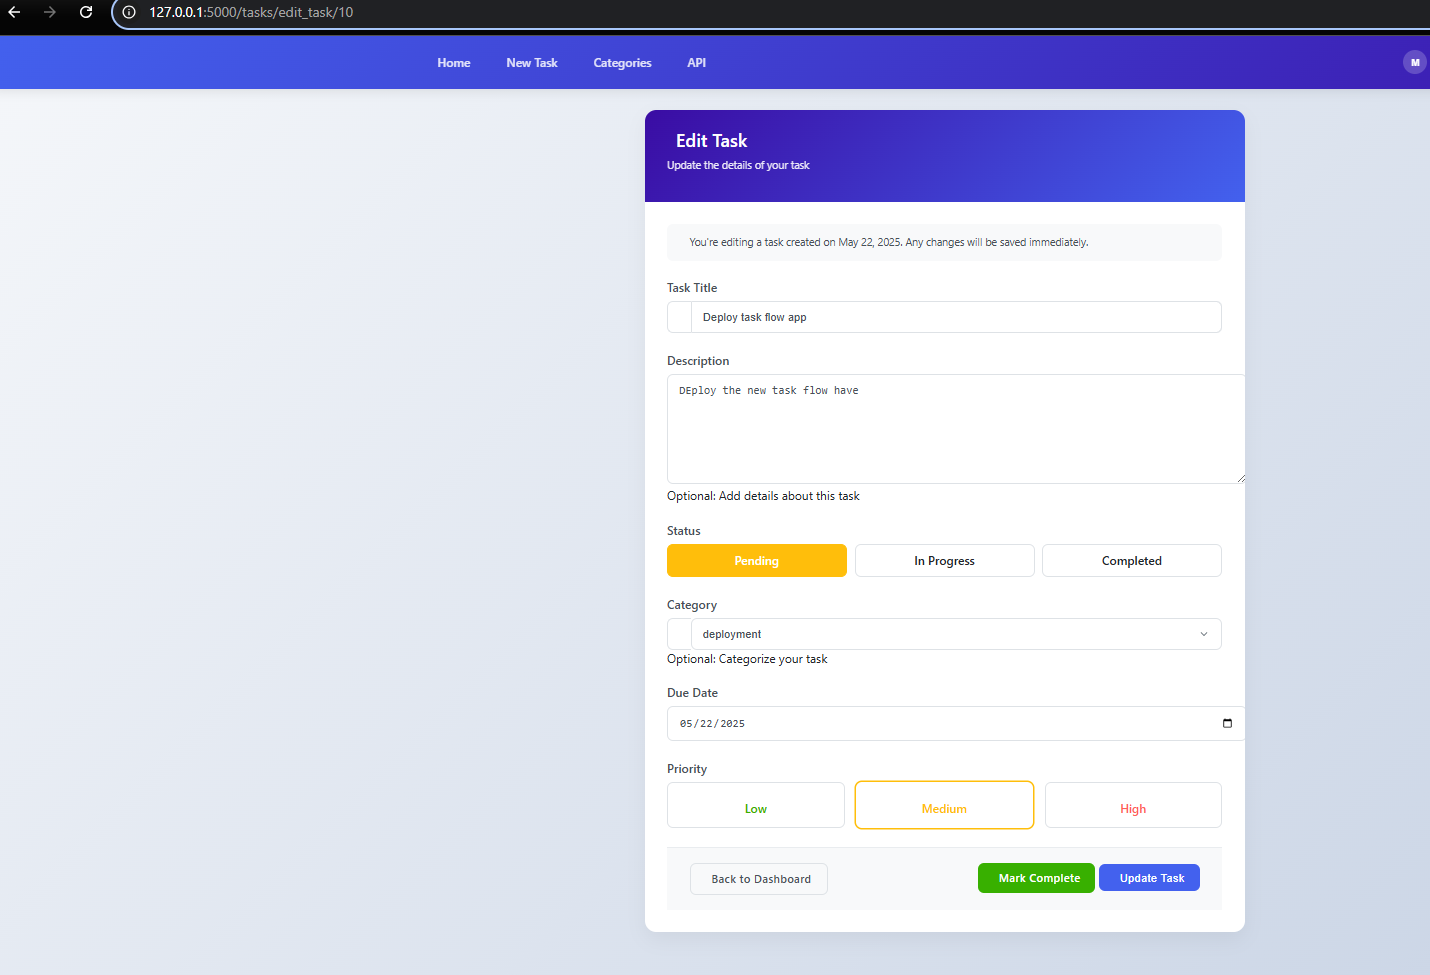 127.0.0.1:5000/tasks/edit_task/10
Home New Task Categories API M
Edit Task
Update the details of your task
You're editing a task created on May 22, 2025. Any changes will be saved immediately.
Task Title
Deploy task flow app
Description
DEploy the new task flow have
Optional: Add details about this task
Status
Pending In Progress Completed
Category
deployment
Optional: Categorize your task
Due Date
05/22/2025
Priority
Low Medium High
Back to Dashboard Mark Complete Update Task